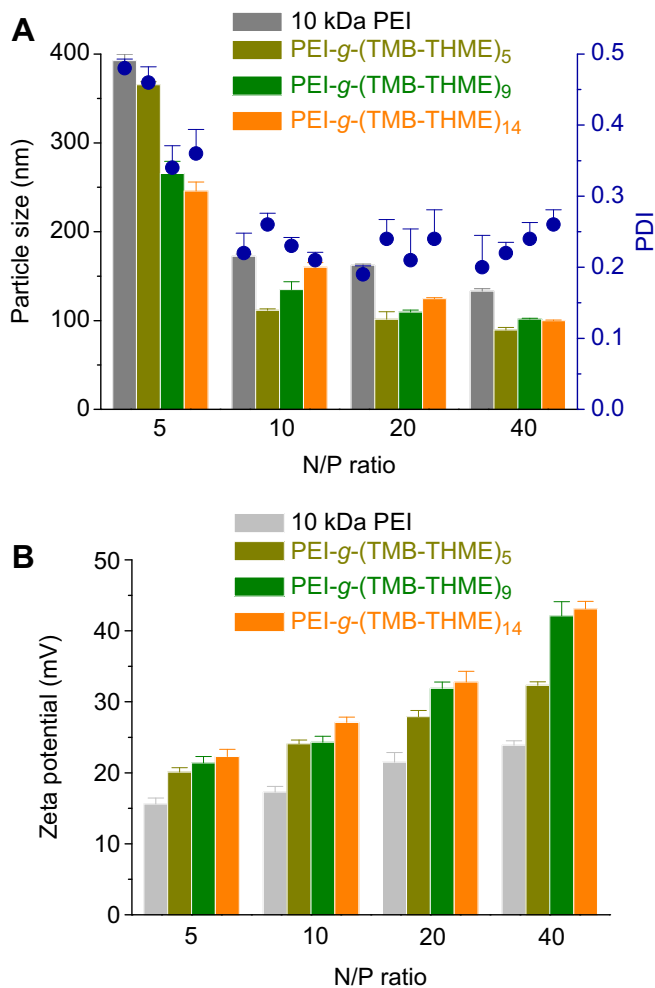 A
10 kDa PEI
PEI-g-(TMB-THME)5
PEI-g-(TMB-THME)9
PEI-g-(TMB-THME)14
Particle size (nm)
400
300
200
100
0
PDI
0.5
0.4
0.3
0.2
0.1
0.0
5 10 20 40
N/P ratio
B
10 kDa PEI
PEI-g-(TMB-THME)5
PEI-g-(TMB-THME)9
PEI-g-(TMB-THME)14
Zeta potential (mV)
50
40
30
20
10
0
5 10 20 40
N/P ratio